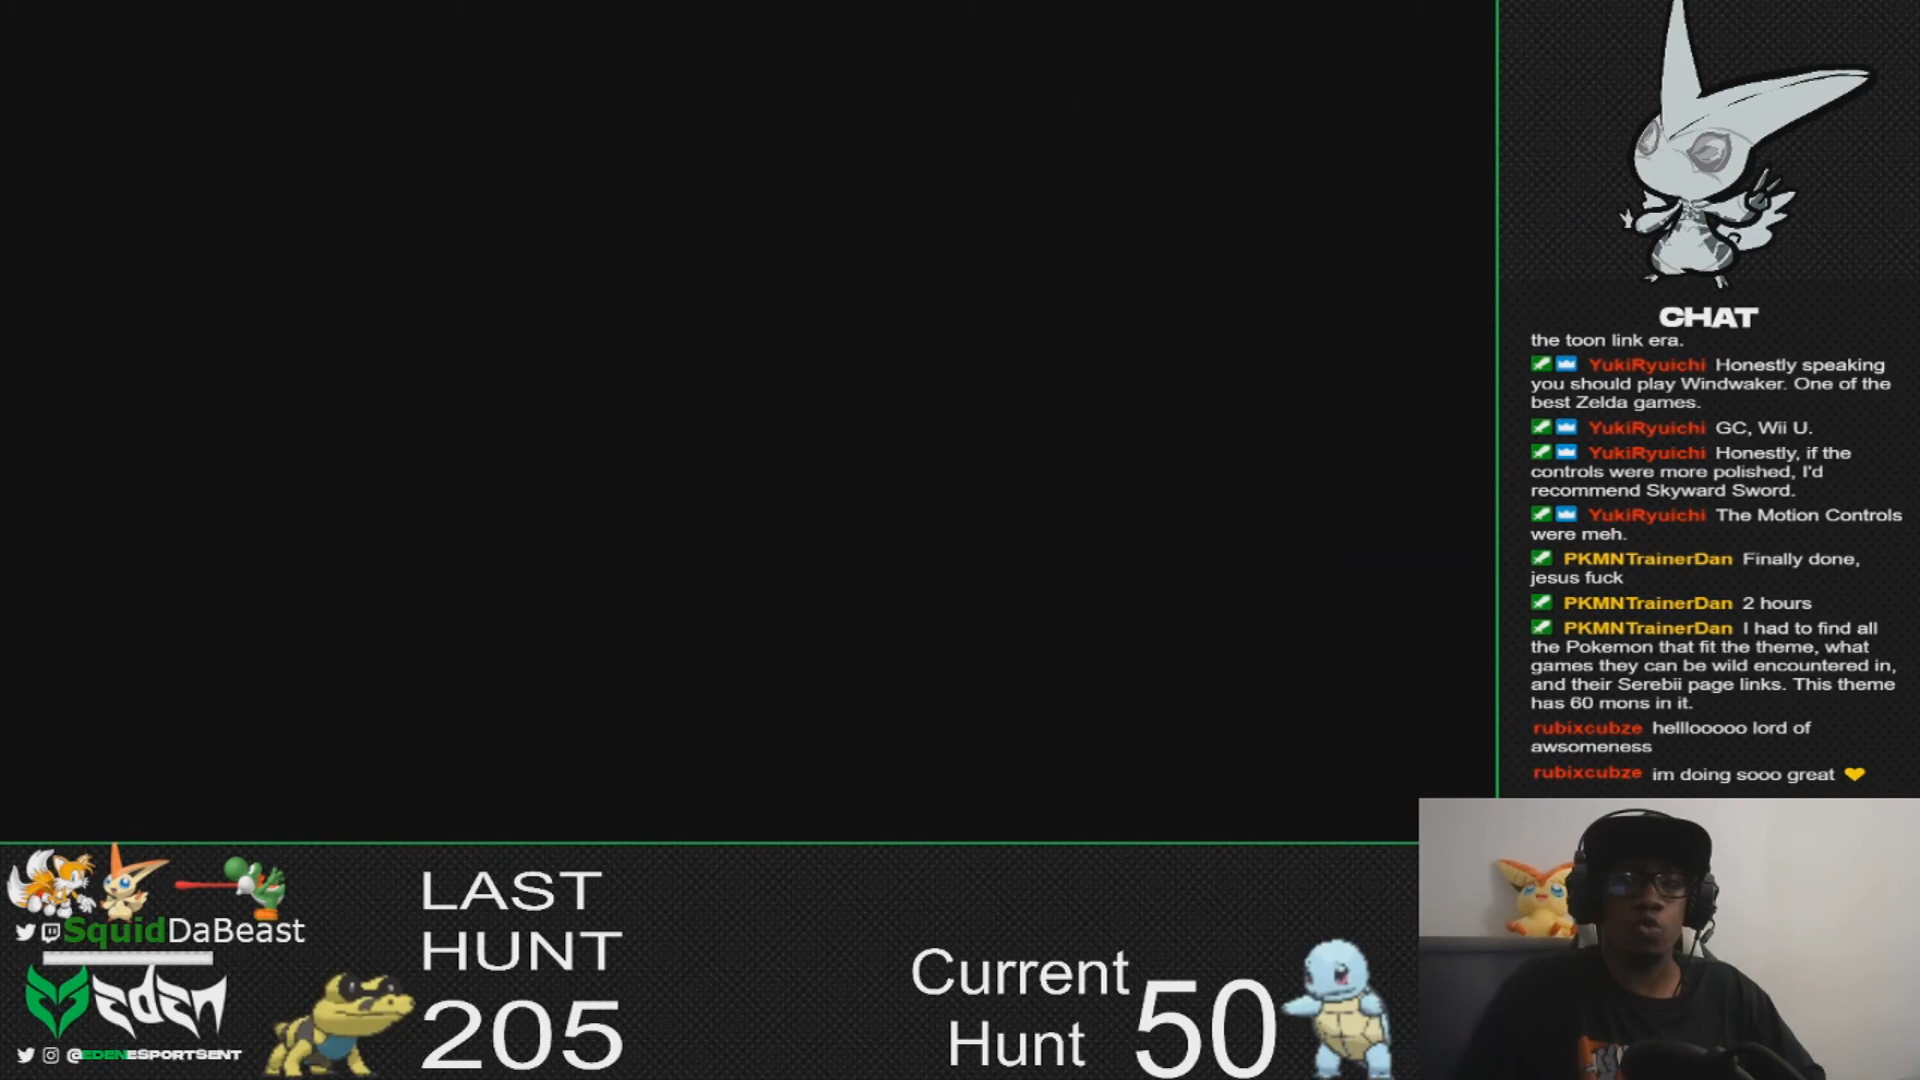 CHAT
the toon link era.
YukiRyuichi Honestly speaking
you should play Windwaker. One of the
best Zelda games.
YukiRyuichi GC, Wii U.
YukiRyuichi Honestly, if the
controls were more polished, I'd
recommend Skyward Sword.
YukiRyuichi The Motion Controls
were meh.
PKMNTrainerDan Finally done,
jesus fuck
PKMNTrainerDan 2 hours
PKMNTrainerDan I had to find all
the Pokemon that fit the theme, what
games they can be wild encountered in,
and their Serebii page links. This theme
has 60 mons in it.
rubixcubze helllooooo lord of
awsomeness
rubixcubze im doing sooo great
SquidDaBeast
EDEN
@EDENESPORTSENT
LAST
HUNT
205
Current
Hunt
50